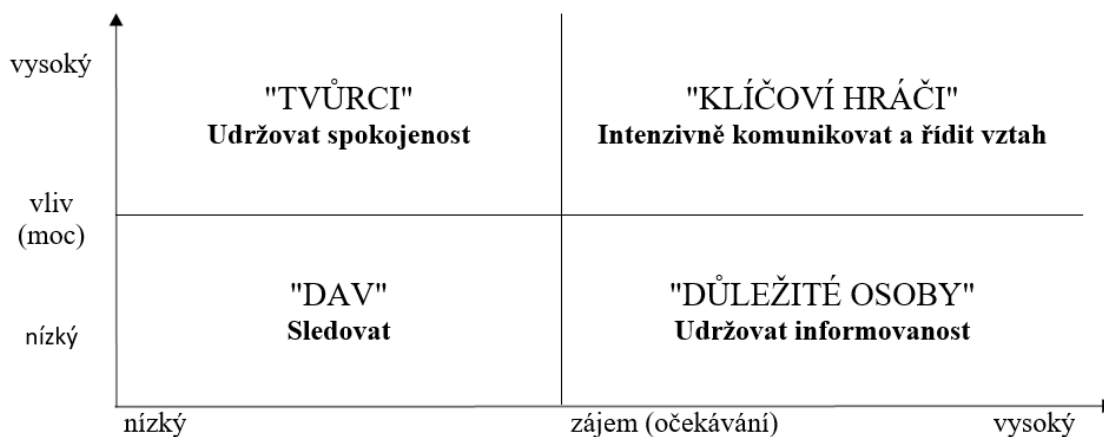 vysoký
"TVŮRCI"
Udržovat spokojenost
"KLÍČOVÍ HRÁČI"
Intenzivně komunikovat a řídit vztah
vliv
(moc)
"DAV"
Sledovat
"DŮLEŽITÉ OSOBY"
Udržovat informovanost
nízký
nízký
zájem (očekávání)
vysoký